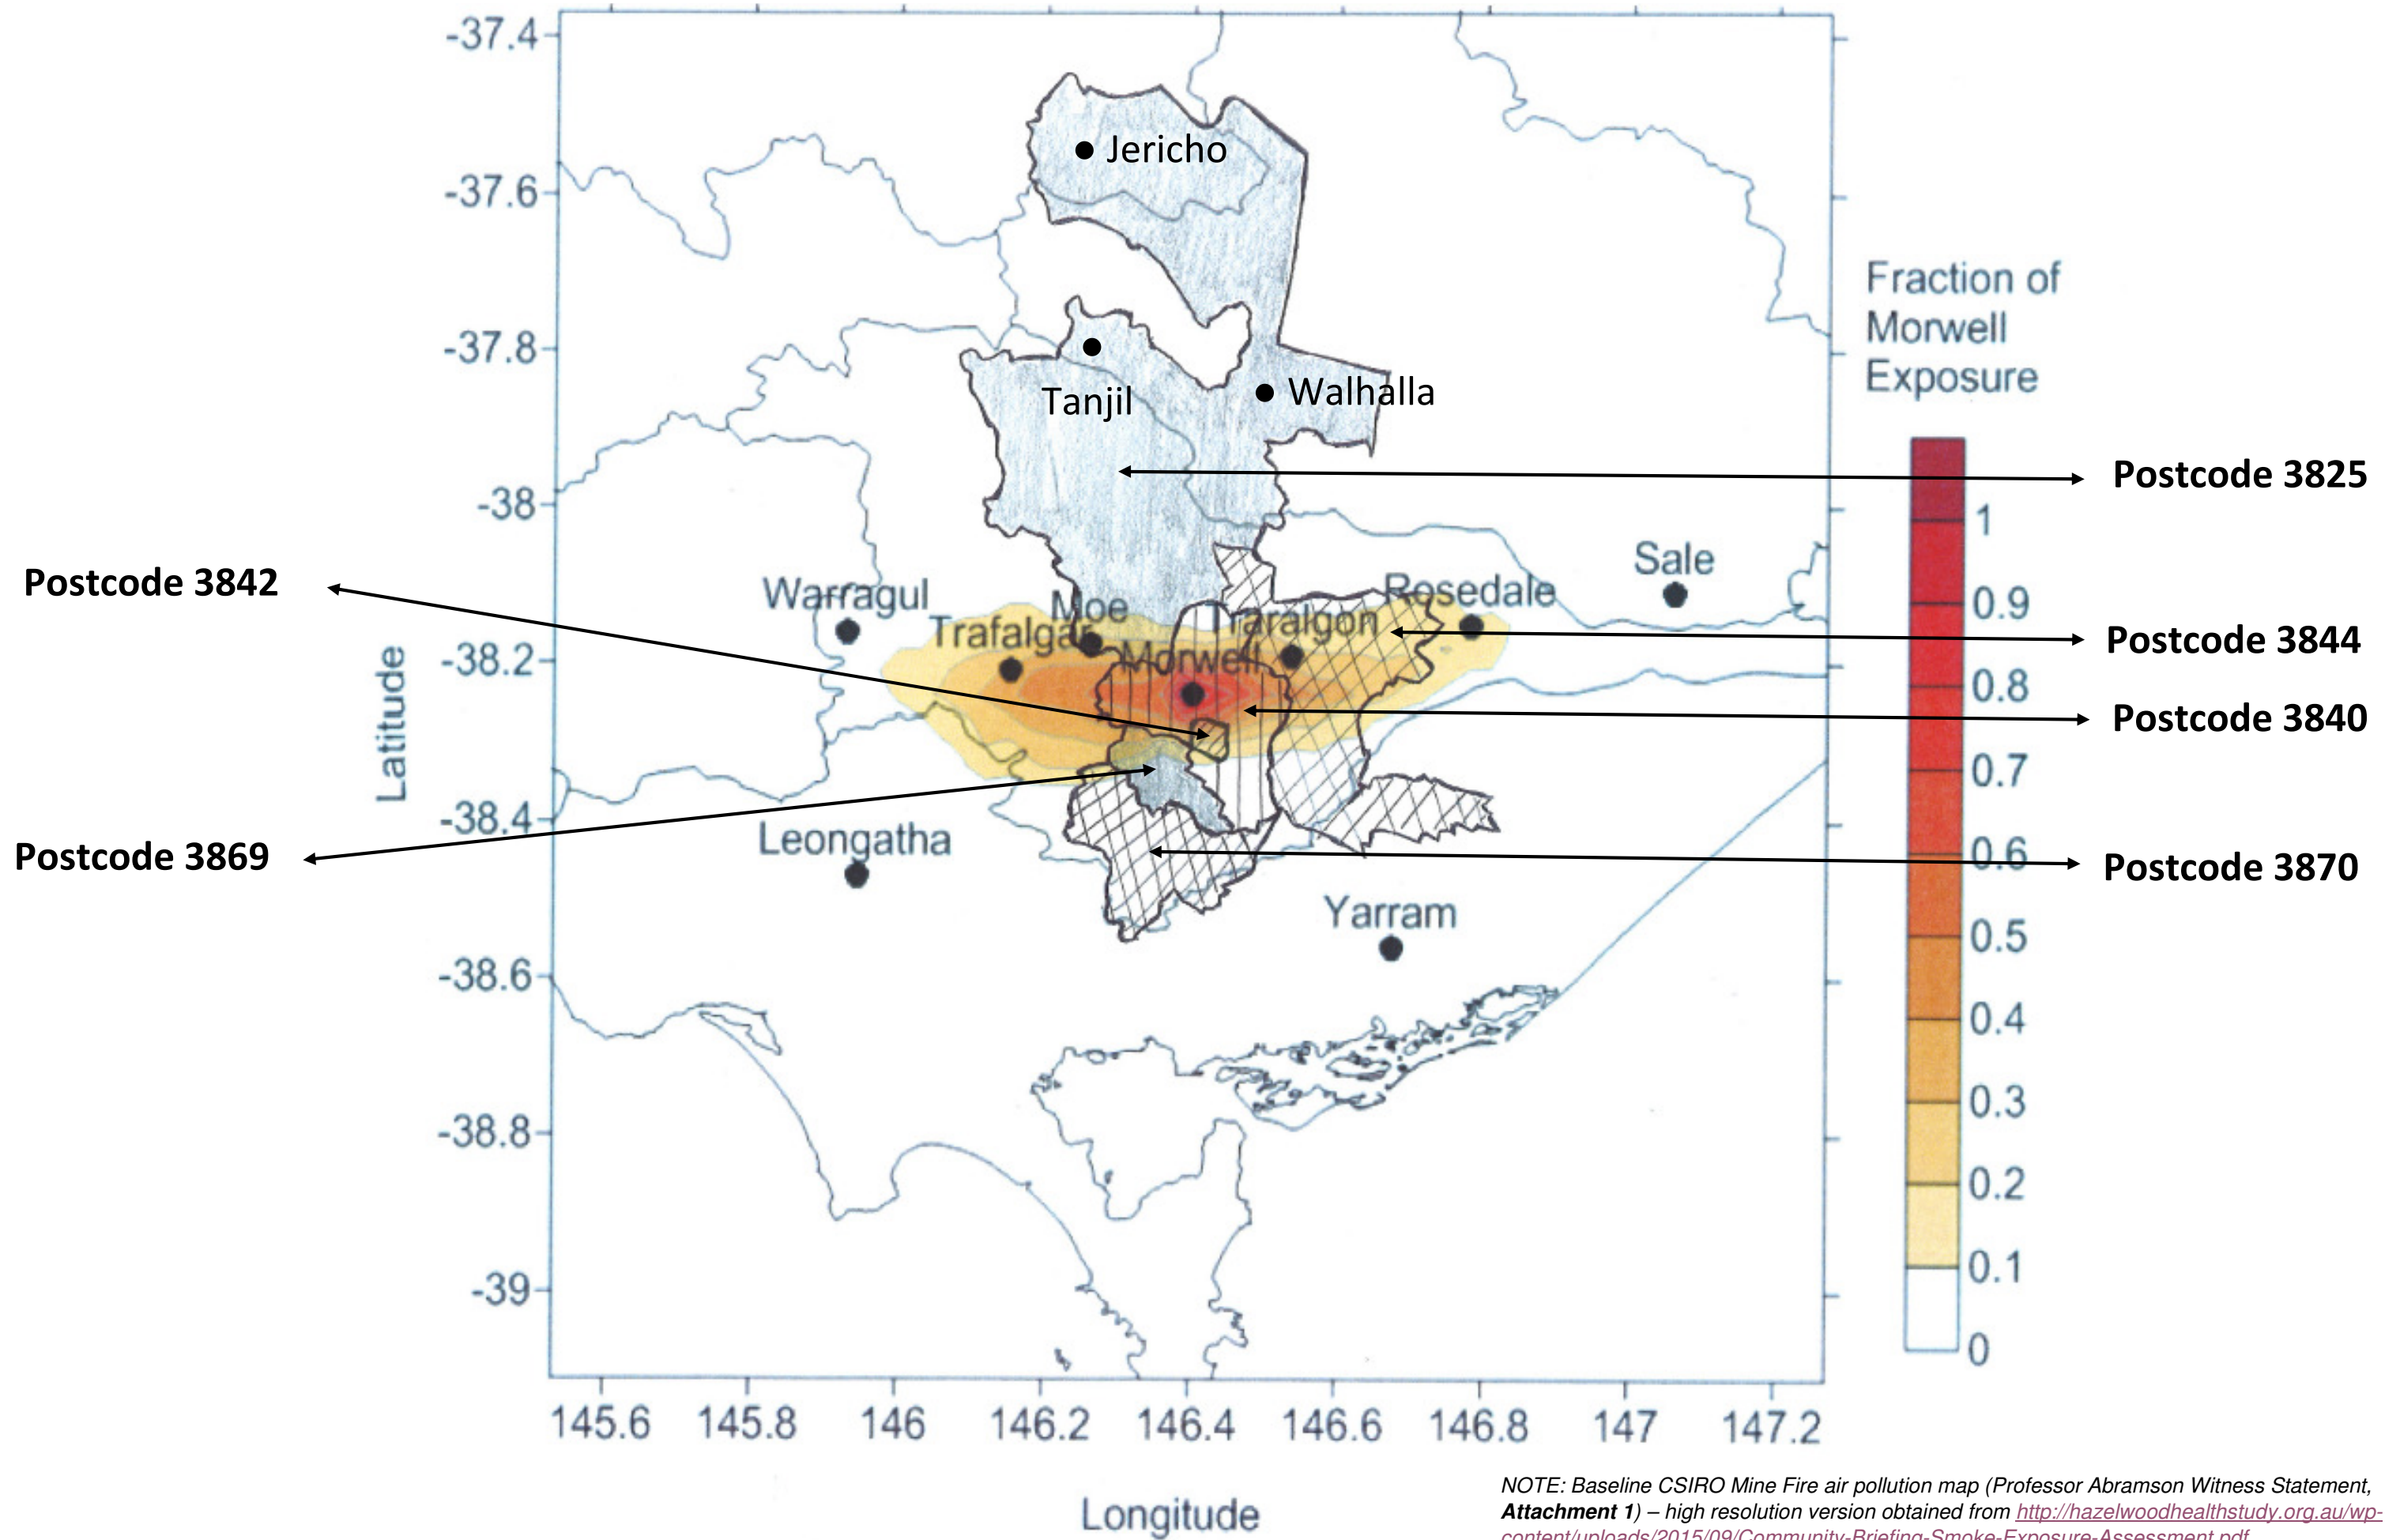 -37.4
-37.6
-37.8
-38
-38.2
-38.4
-38.6
-38.8
-39
Latitude
145.6 145.8 146 146.2 146.4 146.6 146.8 147 147.2
Longitude
Jericho
Tanjil
Walhalla
Warragul
Trafalgar
Moe
Morwell
Traralgon
Rosedale
Sale
Leongatha
Yarram
Postcode 3842
Postcode 3869
Fraction of
Morwell
Exposure
Postcode 3825
Postcode 3844
Postcode 3840
Postcode 3870
1
0.9
0.8
0.7
0.6
0.5
0.4
0.3
0.2
0.1
0
NOTE: Baseline CSIRO Mine Fire air pollution map (Professor Abramson Witness Statement,
Attachment 1) – high resolution version obtained from http://hazelwoodhealthstudy.org.au/wp-
content/uploads/2015/09/Community-Briefing-Smoke-Exposure-Assessment.pdf